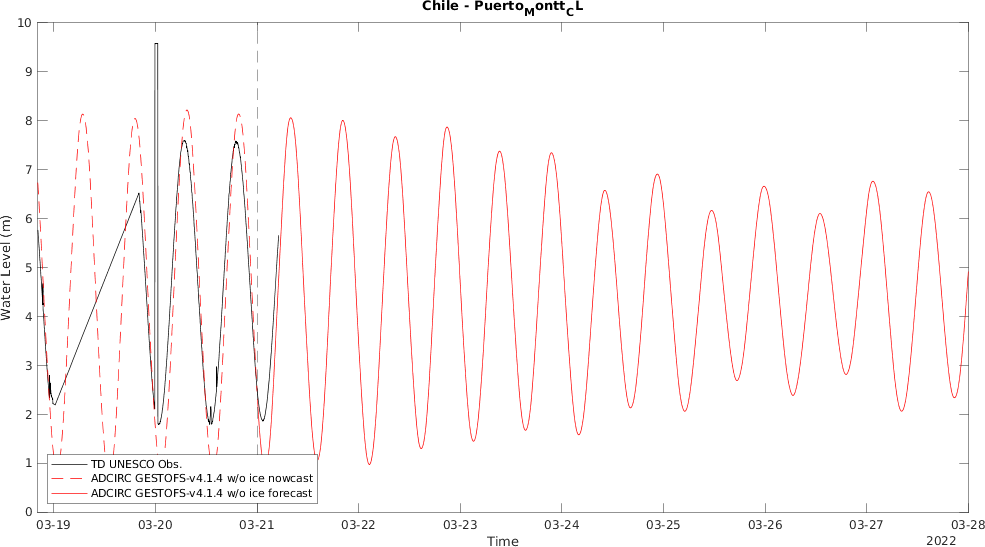 Chile - PuertoMonttCL
10
9
8
7
6
5
4
3
2
1
0
Water Level (m)
TD UNESCO Obs.
ADCIRC GESTOFS-v4.1.4 w/o ice nowcast
ADCIRC GESTOFS-v4.1.4 w/o ice forecast
03-19 03-20 03-21 03-22 03-23 03-24 03-25 03-26 03-27 03-28
Time
2022